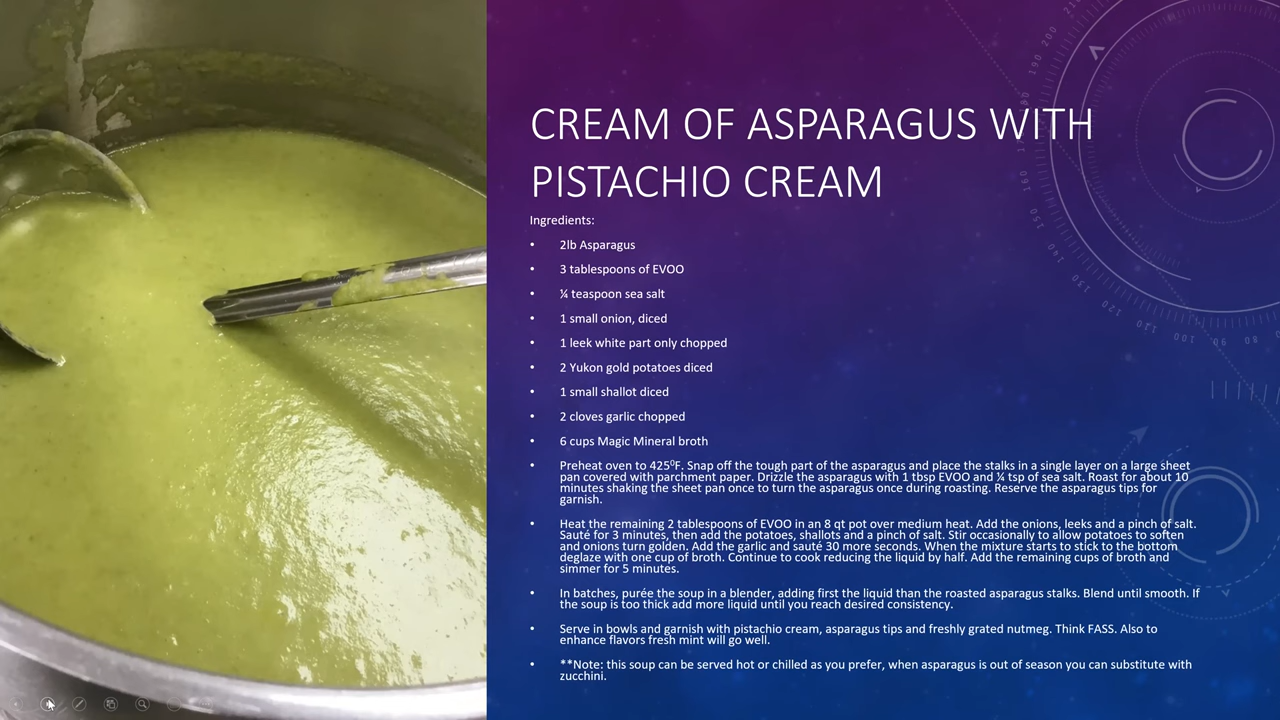 CREAM OF ASPARAGUS WITH
PISTACHIO CREAM
Ingredients:
• 2lb Asparagus
• 3 tablespoons of EVOO
• ¼ teaspoon sea salt
• 1 small onion, diced
• 1 leek white part only chopped
• 2 Yukon gold potatoes diced
• 1 small shallot diced
• 2 cloves garlic chopped
• 6 cups Magic Mineral broth
• Preheat oven to 425⁰F. Snap off the tough part of the asparagus and place the stalks in a single layer on a large sheet
pan covered with parchment paper. Drizzle the asparagus with 1 tbsp EVOO and ¼ tsp of sea salt. Roast for about 10
minutes shaking the sheet pan once to turn the asparagus once during roasting. Reserve the asparagus tips for
garnish.
• Heat the remaining 2 tablespoons of EVOO in an 8 qt pot over medium heat. Add the onions, leeks and a pinch of salt.
Sauté for 3 minutes, then add the potatoes, shallots and a pinch of salt. Stir occasionally to allow potatoes to soften
and onions turn golden. Add the garlic and sauté 30 more seconds. When the mixture starts to stick to the bottom
deglaze with one cup of broth. Continue to cook reducing the liquid by half. Add the remaining cups of broth and
simmer for 5 minutes.
• In batches, purée the soup in a blender, adding first the liquid than the roasted asparagus stalks. Blend until smooth. If
the soup is too thick add more liquid until you reach desired consistency.
• Serve in bowls and garnish with pistachio cream, asparagus tips and freshly grated nutmeg. Think FASS. Also to
enhance flavors fresh mint will go well.
• **Note: this soup can be served hot or chilled as you prefer, when asparagus is out of season you can substitute with
zucchini.
200
190
160
150
140
130
120
110
100
90
80